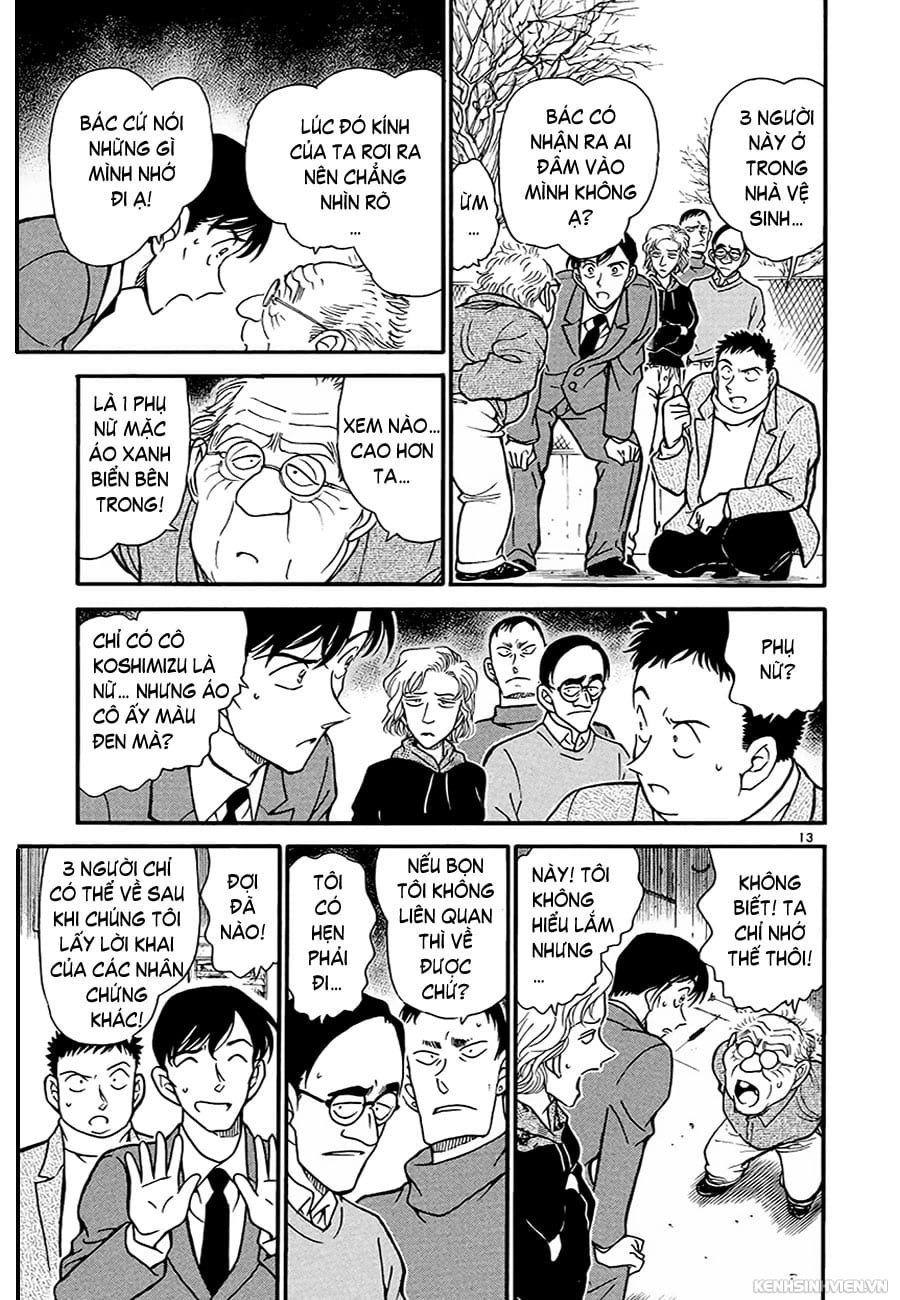 3 NGƯỜI
NÀY Ở
TRONG
NHÀ VỆ
SINH...
BÁC CÓ
NHẬN RA AI
ĐÂM VÀO
MÌNH KHÔNG
Ạ?
ỪM
...
LÚC ĐÓ KÍNH
CỦA TA RƠI RA
NÊN CHẲNG
NHÌN RÕ
...
BÁC CỨ NÓI
NHỮNG GÌ
MÌNH NHỚ
ĐI Ạ!
XEM NÀO...
CAO HƠN
TA...
LÀ 1 PHỤ
NỮ MẶC
ÁO XANH
BIỂN BÊN
TRONG!
PHỤ
NỮ?
CHỈ CÓ CÔ
KOSHIMIZU LÀ
NỮ... NHƯNG ÁO
CÔ ẤY MÀU
ĐEN MÀ?
13
KHÔNG
BIẾT! TA
CHỈ NHỚ
THẾ THÔI!
NÀY! TÔI
KHÔNG
HIỂU LẮM
NHƯNG
...
NẾU BỌN
TÔI KHÔNG
LIÊN QUAN
THÌ VỀ
ĐƯỢC
CHỨ?
TÔI
CÓ
HẸN
PHẢI
ĐI...
ĐỢI
ĐÃ
NÀO!
3 NGƯỜI CHỈ
CÓ THỂ VỀ SAU
KHI CHÚNG TÔI
LẤY LỜI KHAI
CỦA CÁC NHÂN
CHỨNG
KHÁC!
KENHSINHVIEN.VN